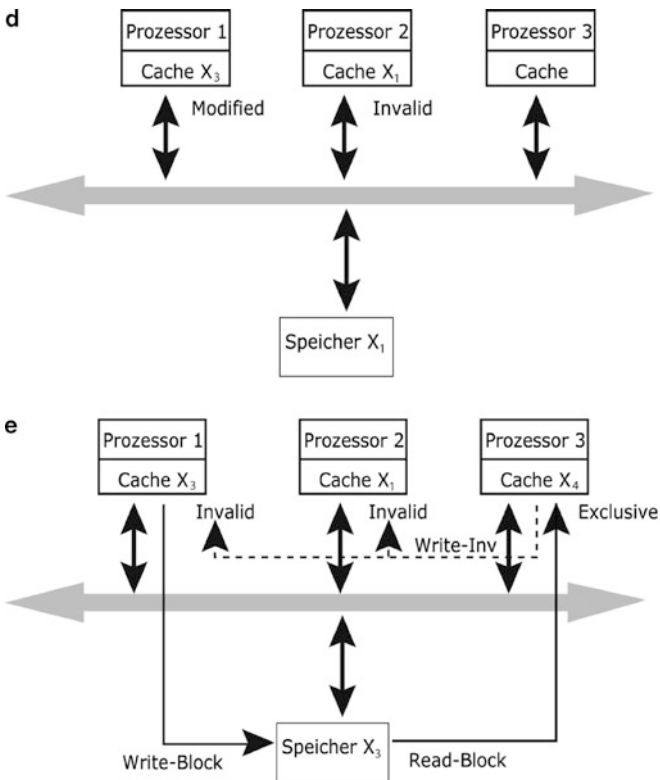 d
Prozessor 1
Cache X₃
Prozessor 2
Cache X₁
Prozessor 3
Cache
Modified
Invalid
Speicher X₁
e
Prozessor 1
Cache X₃
Prozessor 2
Cache X₁
Prozessor 3
Cache X₄
Invalid
Invalid
Exclusive
Write-Inv
Speicher X₃
Write-Block
Read-Block